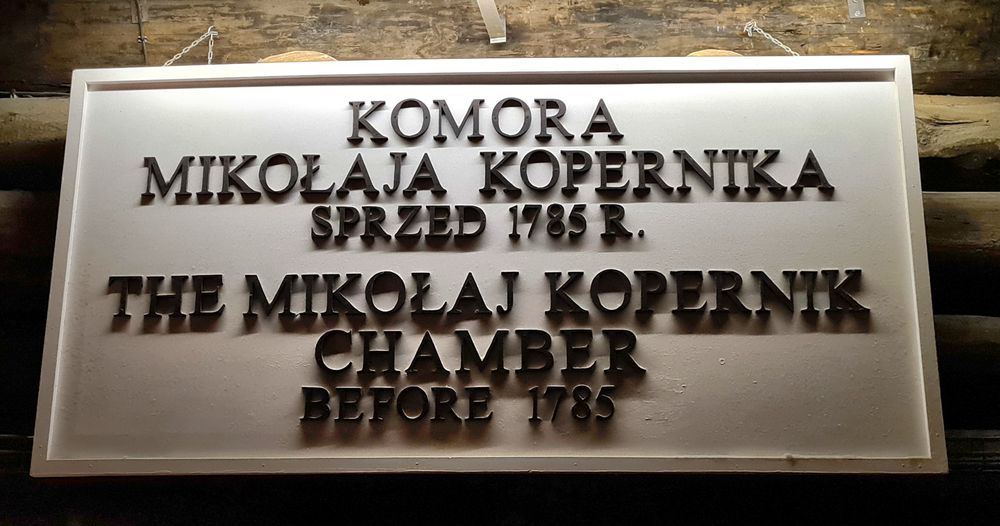 KOMORA
MIKOŁAJA KOPERNIKA
SPRZED 1785 R.
THE MIKOŁAJ KOPERNIK
CHAMBER
BEFORE 1785